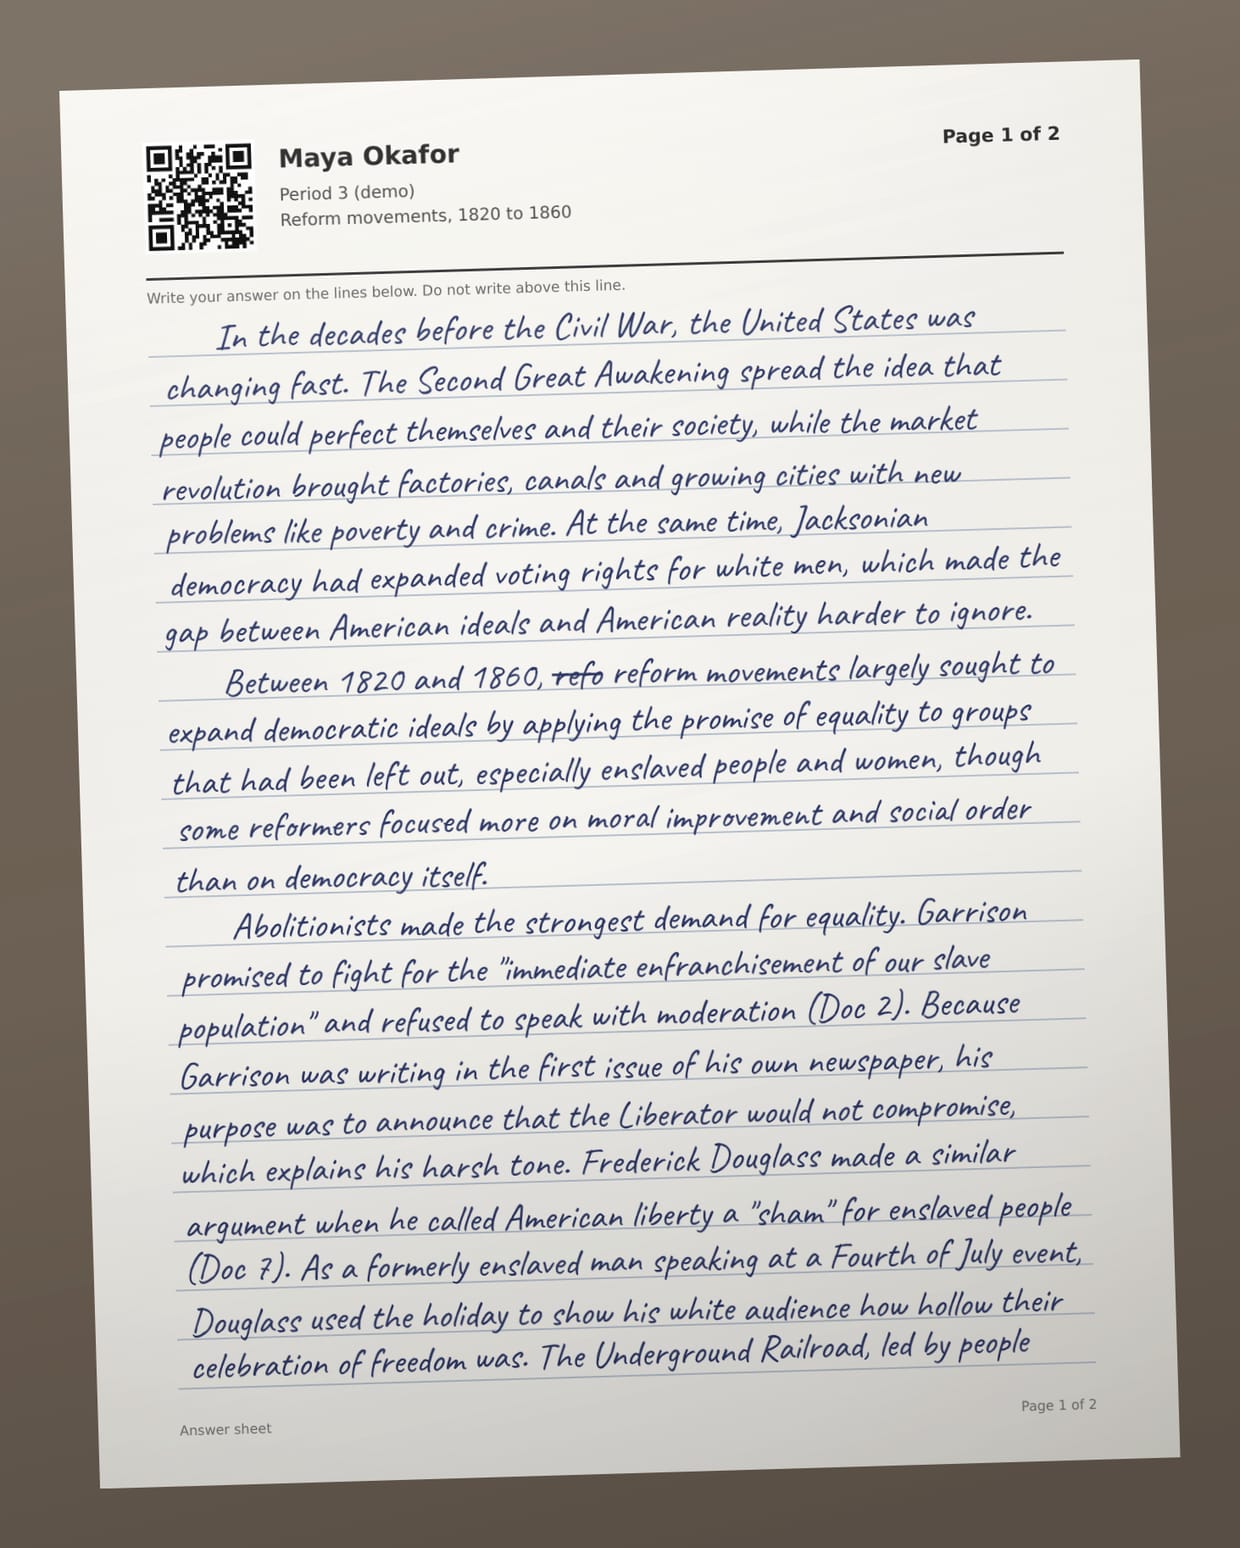 Maya Okafor
Page 1 of 2
Period 3 (demo)
Reform movements, 1820 to 1860
Write your answer on the lines below. Do not write above this line.
In the decades before the Civil War, the United States was
changing fast. The Second Great Awakening spread the idea that
people could perfect themselves and their society, while the market
revolution brought factories, canals and growing cities with new
problems like poverty and crime. At the same time, Jacksonian
democracy had expanded voting rights for white men, which made the
gap between American ideals and American reality harder to ignore.
Between 1820 and 1860, refo reform movements largely sought to
expand democratic ideals by applying the promise of equality to groups
that had been left out, especially enslaved people and women, though
some reformers focused more on moral improvement and social order
than on democracy itself.
Abolitionists made the strongest demand for equality. Garrison
promised to fight for the "immediate enfranchisement of our slave
population" and refused to speak with moderation (Doc 2). Because
Garrison was writing in the first issue of his own newspaper, his
purpose was to announce that the Liberator would not compromise,
which explains his harsh tone. Frederick Douglass made a similar
argument when he called American liberty a "sham" for enslaved people
(Doc 7). As a formerly enslaved man speaking at a Fourth of July event,
Douglass used the holiday to show his white audience how hollow their
celebration of freedom was. The Underground Railroad, led by people
Answer sheet
Page 1 of 2